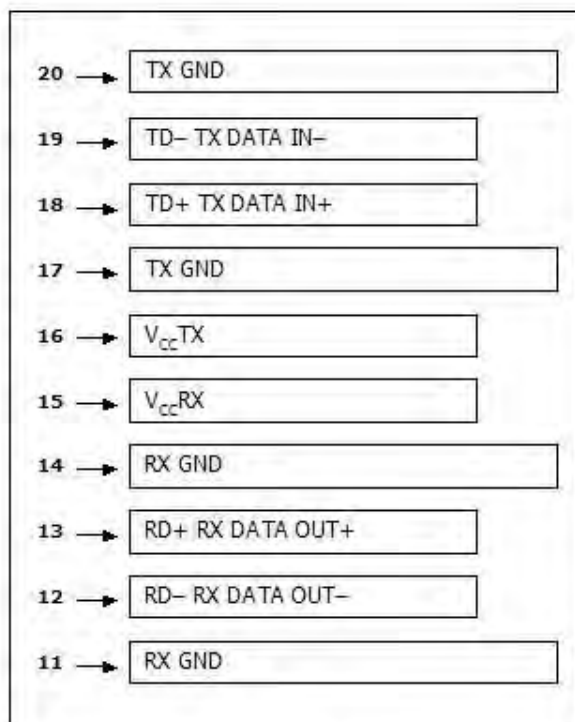 20 TX GND
19 TD– TX DATA IN–
18 TD+ TX DATA IN+
17 TX GND
16 VCCTX
15 VCCRX
14 RX GND
13 RD+ RX DATA OUT+
12 RD– RX DATA OUT–
11 RX GND